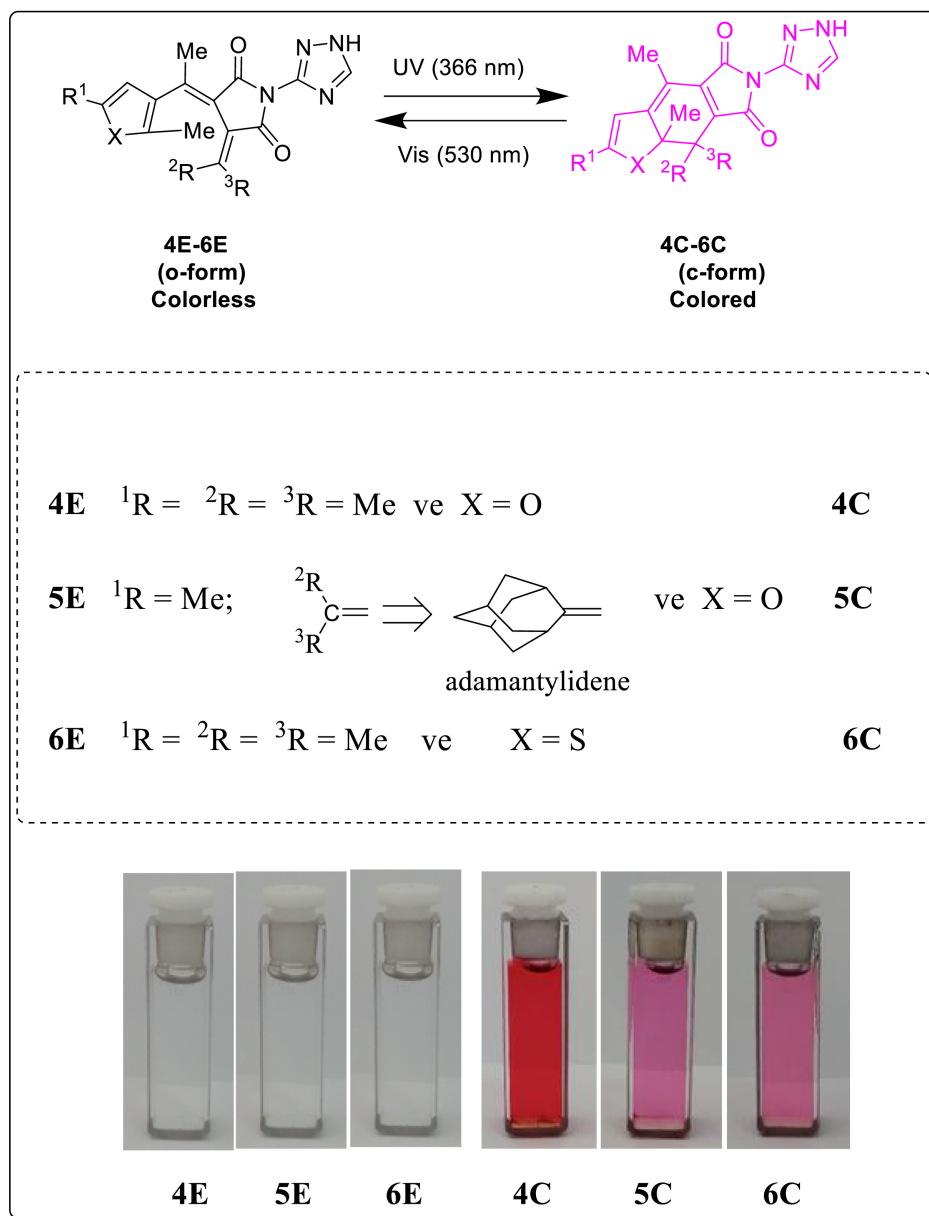 Me
O
N
NH
N
N
R¹
X
Me
O
²R
³R
UV (366 nm)
Vis (530 nm)
Me
O
N
NH
N
N
Me
O
R¹
X
²R
³R
4E-6E
(o-form)
Colorless
4C-6C
(c-form)
Colored
4E ¹R = ²R = ³R = Me ve X = O 4C
5E ¹R = Me; ²R C ³R ve X = O 5C
adamantylidene
6E ¹R = ²R = ³R = Me ve X = S 6C
4E 5E 6E 4C 5C 6C